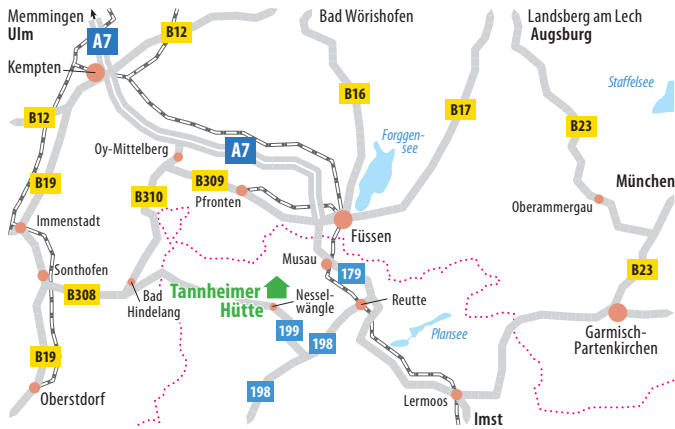 Memmingen
Ulm
Bad Wörishofen
Landsberg am Lech
Augsburg
B12
A7
Kempten
Staffelsee
B16
B17
B12
B23
Forggen-
see
Oy-Mittelberg
A7
B19
B309
München
B310
Pfronten
Oberammergau
Immenstadt
Füssen
Musau
Sonthofen
179
B23
B308
Bad
Hindelang
Tannheimer
Hütte
Nessel-
wängle
Reutte
199
198
Plansee
Garmisch-
Partenkirchen
B19
198
Oberstdorf
Lermoos
Imst